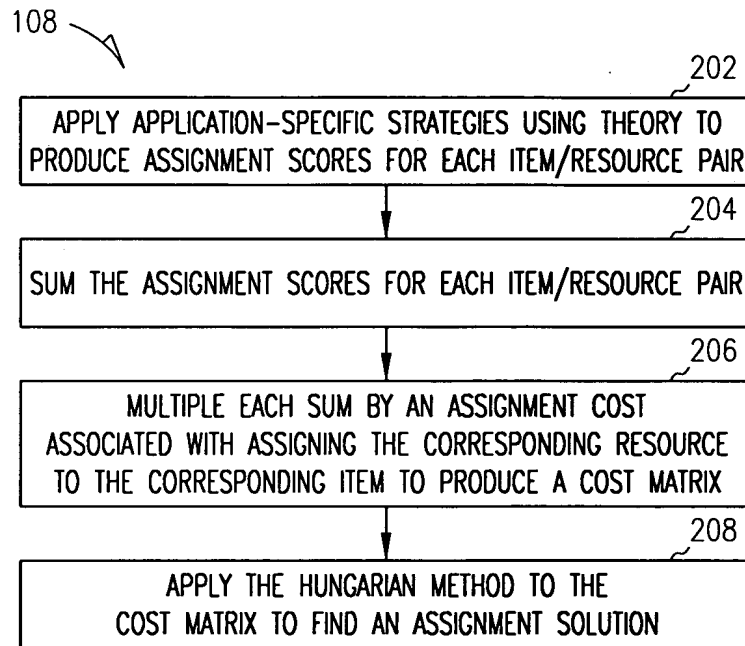 108
202
APPLY APPLICATION-SPECIFIC STRATEGIES USING THEORY TO
PRODUCE ASSIGNMENT SCORES FOR EACH ITEM/RESOURCE PAIR
204
SUM THE ASSIGNMENT SCORES FOR EACH ITEM/RESOURCE PAIR
206
MULTIPLE EACH SUM BY AN ASSIGNMENT COST
ASSOCIATED WITH ASSIGNING THE CORRESPONDING RESOURCE
TO THE CORRESPONDING ITEM TO PRODUCE A COST MATRIX
208
APPLY THE HUNGARIAN METHOD TO THE
COST MATRIX TO FIND AN ASSIGNMENT SOLUTION